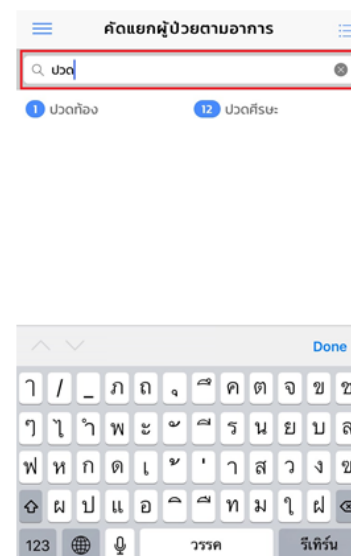 คัดแยกผู้ป่วยตามอาการ
ปวด
1 ปวดท้อง 12 ปวดศีรษะ
Done
ๅ / _ ภ ถ ุ ึ ค ต จ ข ช
ๆ ไ ำ พ ะ ั ี ร น ย บ ล
ฟ ห ก ด เ ้ ่ า ส ว ง ฃ
ผ ป แ อ ิ ื ท ม ใ ฝ
123 วรรค รีเทิร์น